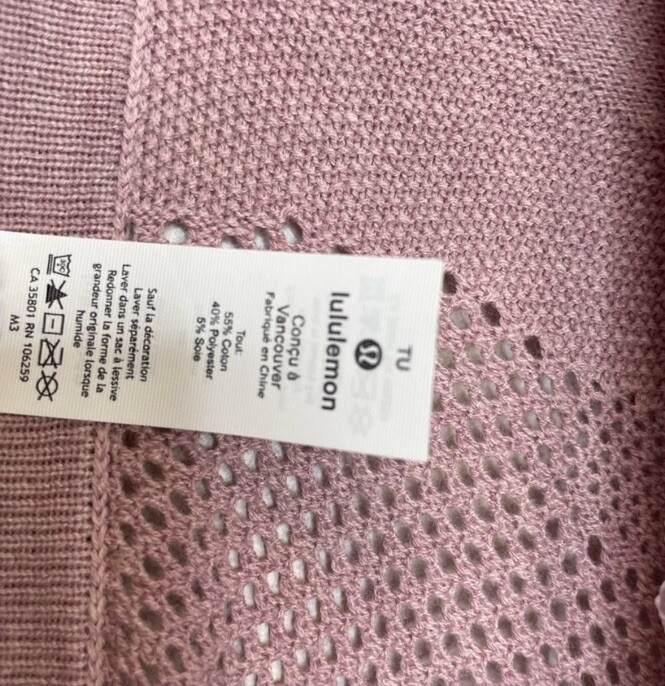 TU
lululemon
Conçu à
Vancouver
Fabriqué en Chine
Tout:
55% Coton
40% Polyester
5% Soie
Sauf la décoration
Laver séparément
Laver dans un sac à lessive
Redonner la forme de la
grandeur originale lorsque
humide
30C
CA 35801 RN 106259
M3